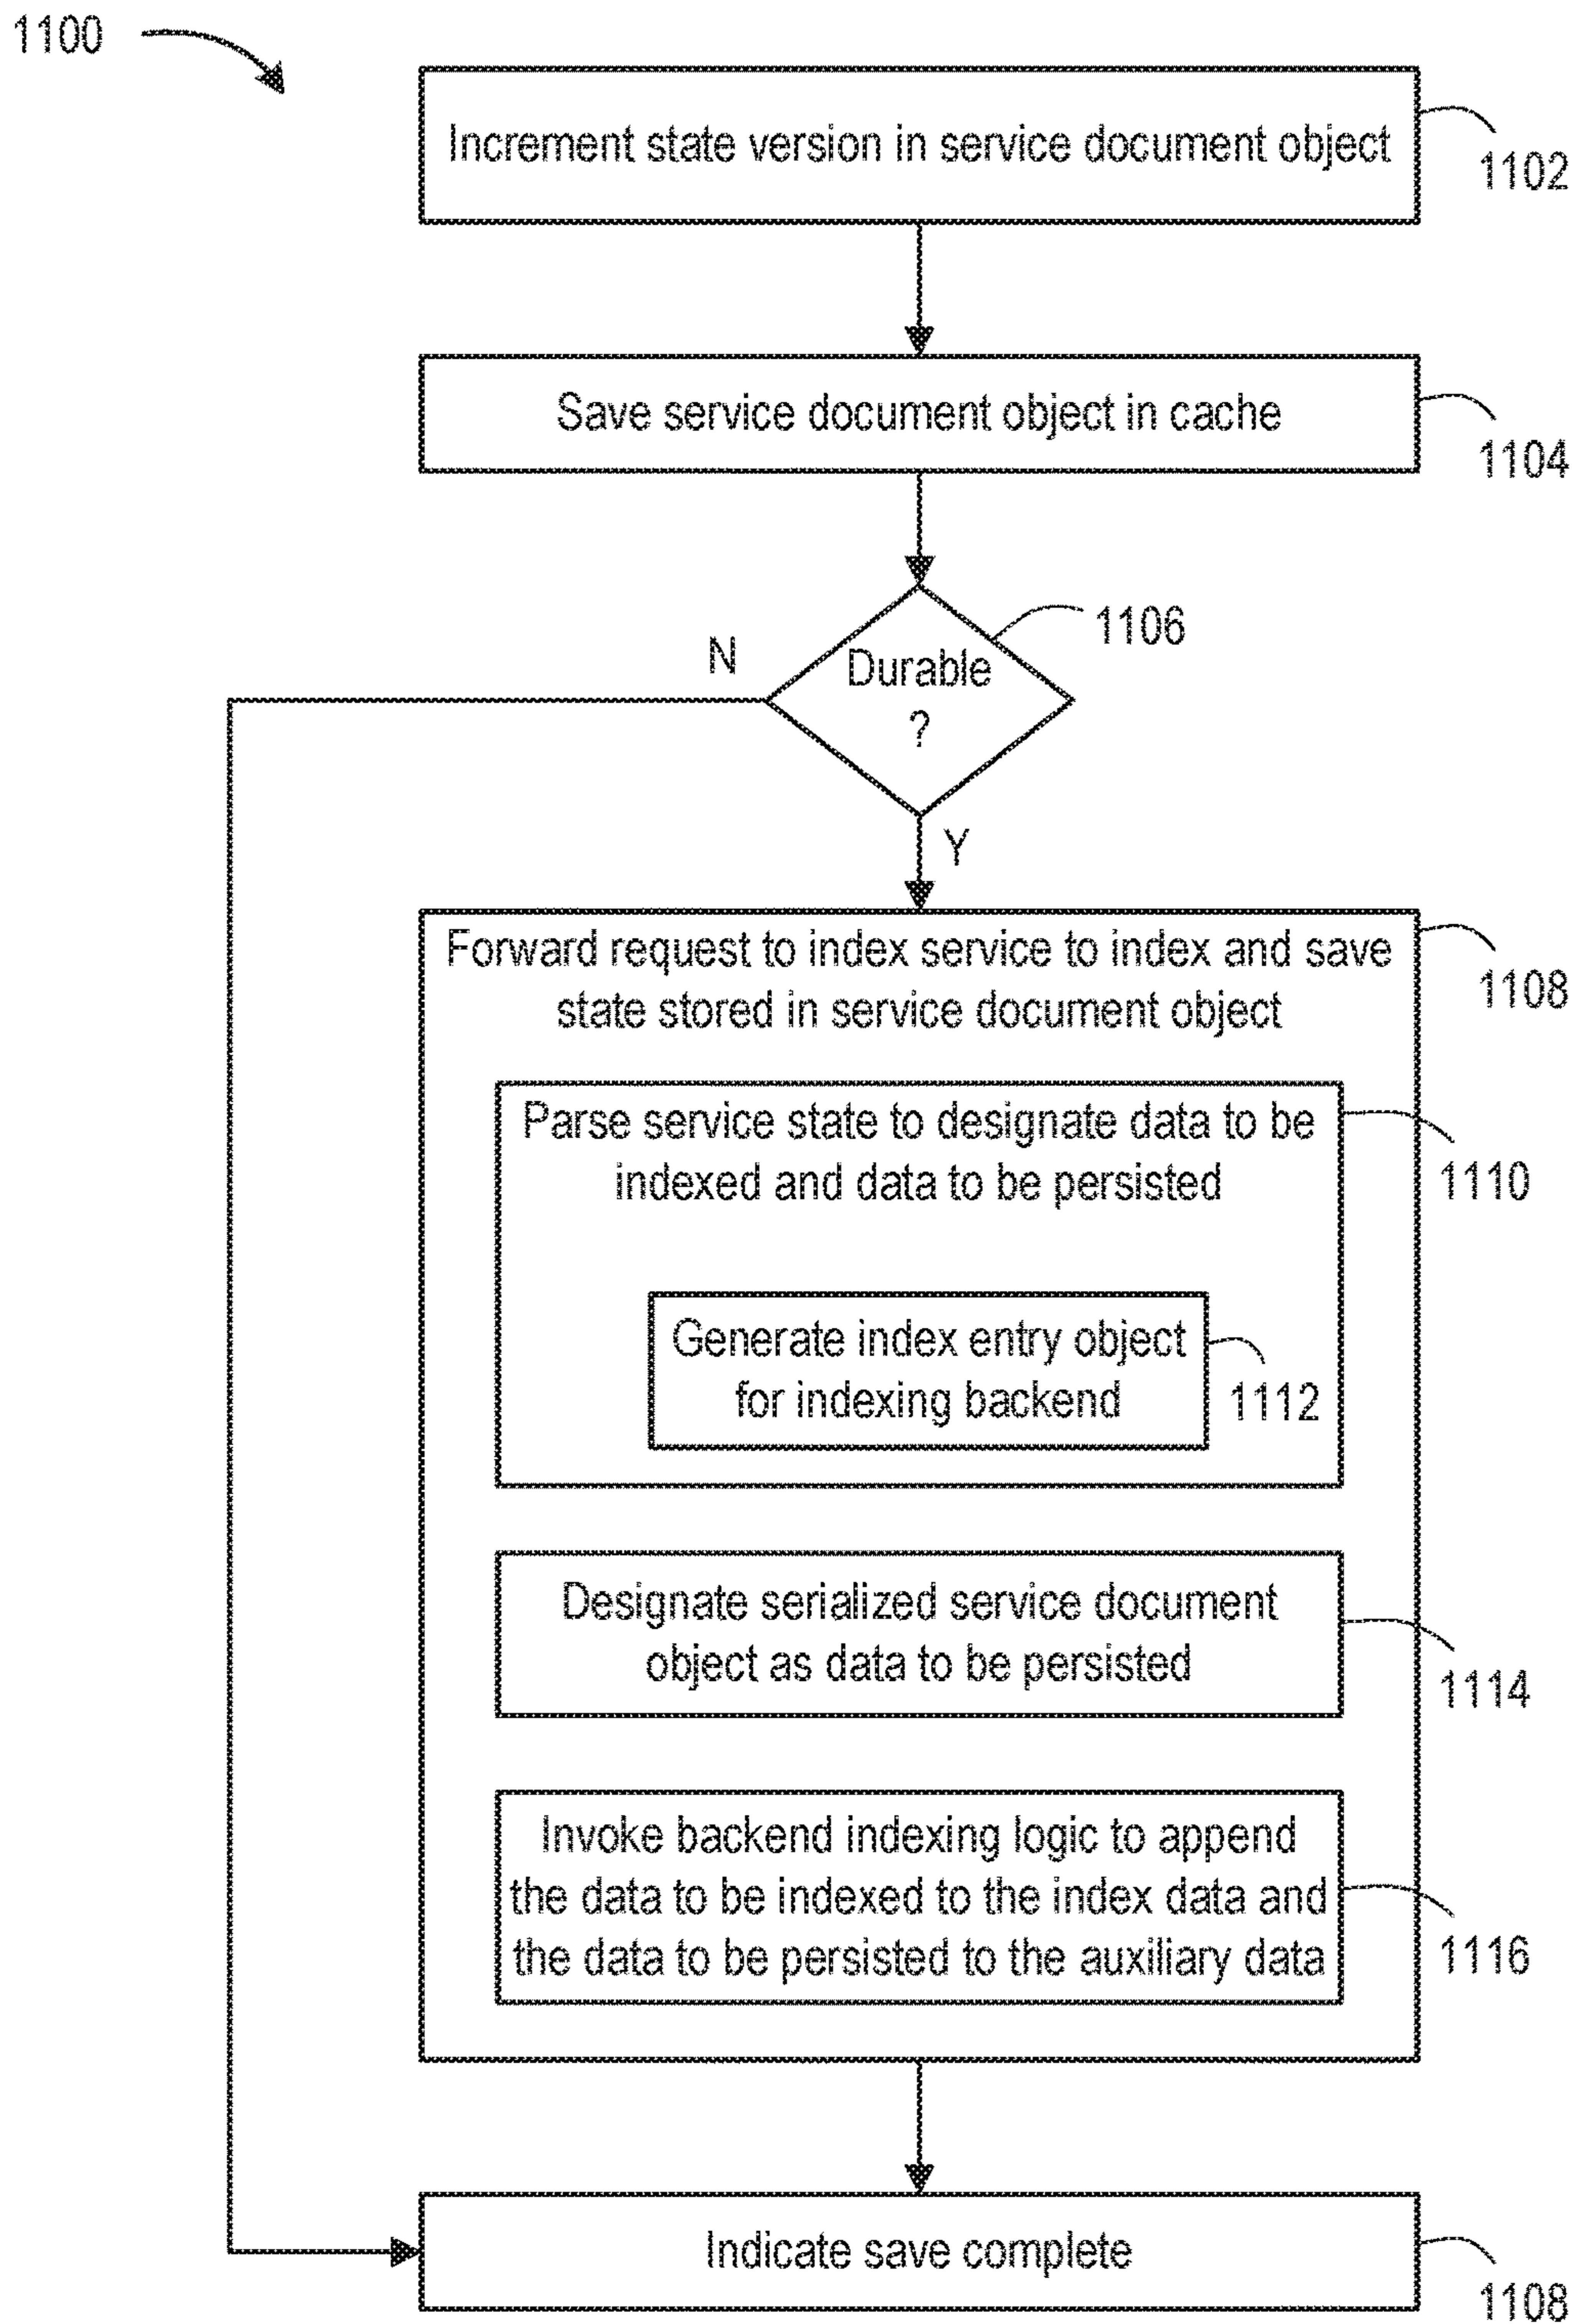 1100
Increment state version in service document object
1102
Save service document object in cache
1104
1106
N
Durable
?
Y
Forward request to index service to index and save
state stored in service document object
1108
Parse service state to designate data to be
indexed and data to be persisted
1110
Generate index entry object
for indexing backend
1112
Designate serialized service document
object as data to be persisted
1114
Invoke backend indexing logic to append
the data to be indexed to the index data and
the data to be persisted to the auxiliary data
1116
Indicate save complete
1108